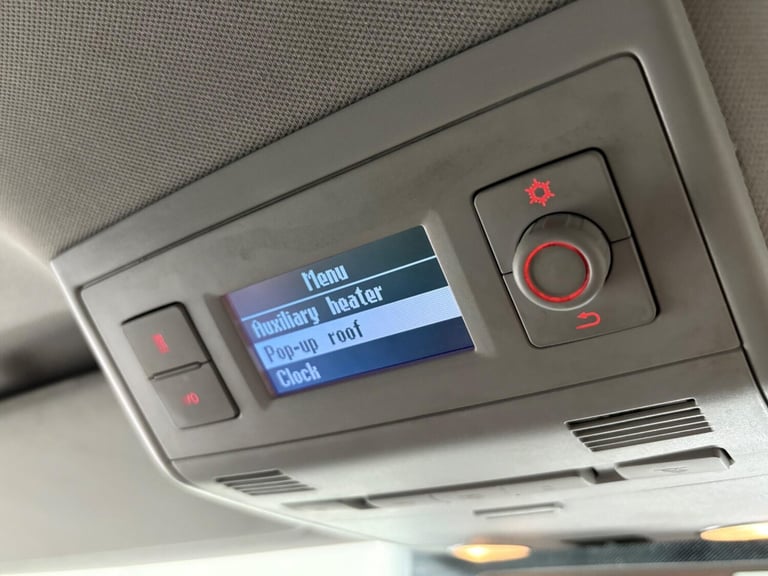 Menu
Auxiliary heater
Pop-up roof
Clock